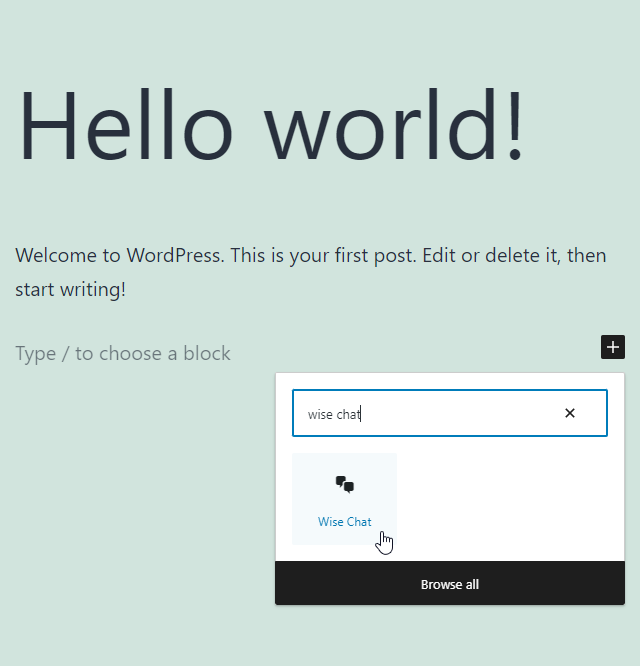 Hello world!
Welcome to WordPress. This is your first post. Edit or delete it, then
start writing!
Type / to choose a block
wise chat
Wise Chat
Browse all